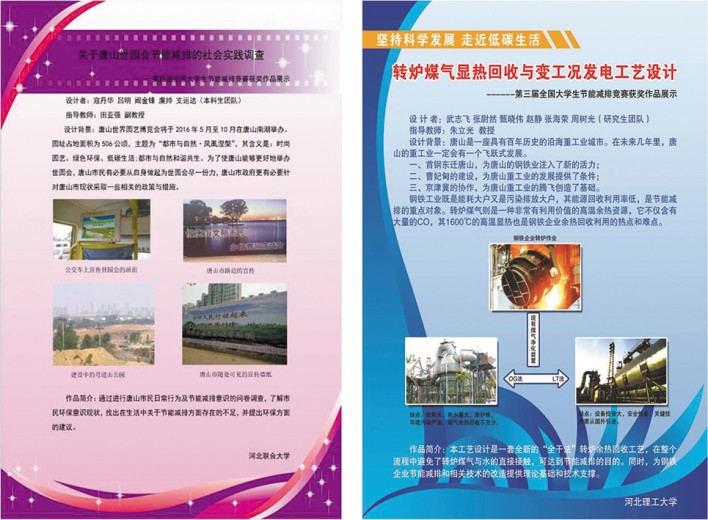 关于唐山世园会节能减排的社会实践调查
设计者：寇丹华 吕明 阚金锋 虞帅 支运达（本科生团队）
指导教师：田亚强 副教授
设计背景：唐山世界园艺博览会将于 2016 年 5月至 10 月在唐山南湖举办、
园址占地面积为 506 公顷，主题为“都市与自然·凤凰涅槃”，其含义是：时尚
园艺、绿色环保、低碳生活；都市与自然和谐共生。为了使唐山能够更好地举办
世园会，唐山市民有必要从自身做起为世园会尽一份力，唐山市政府更有必要针
对唐山市现状采取一些相关的政策与措施。
公交车上宣传世园会的画面
唐山市路边的宣传
建设中的弯道山公园
唐山市随处可见的宣传墙纸
作品简介：通过进行唐山市民日常行为及节能减排意识的问卷调查，了解市
民环保意识现状，找出在生活中关于节能减排方面存在的不足，并提出环保方面
的建议。
河北联合大学
坚持科学发展 走近低碳生活
转炉煤气显热回收与变工况发电工艺设计
------第三届全国大学生节能减排竞赛获奖作品展示
设 计 者：武志飞 张尉然 甄晓伟 赵静 张海荣 周树光（研究生团队）
指导教师：朱立光 教授
设计背景：唐山是一座具有百年历史的沿海重工业城市。在未来几年里，唐
山的重工业一定会有一个飞跃式发展。
一、首钢东迁唐山，为唐山的钢铁业注入了新的活力；
二、曹妃甸的建设，为唐山重工业的发展提供了条件；
三、京津冀的协作，为唐山重工业的腾飞创造了基础。
钢铁工业既是能耗大户又是污染排放大户，其能源回收利用率低，是节能减
排的重点对象。转炉煤气则是一种非常有利用价值的高温余热资源，它不仅含有
大量的CO，其1600℃的高温显热也是钢铁企业余热回收利用的热点和难点。
钢铁企业转炉作业
现有煤气净化装置
OG法
LT法
作品简介：本工艺设计是一套全新的“全干法”转炉余热回收工艺，在整个
流程中避免了转炉煤气与水的直接接触，可达到节能减排的目的。同时，为钢铁
企业节能减排和相关技术的改造提供理论基础和技术支撑。
河北理工大学